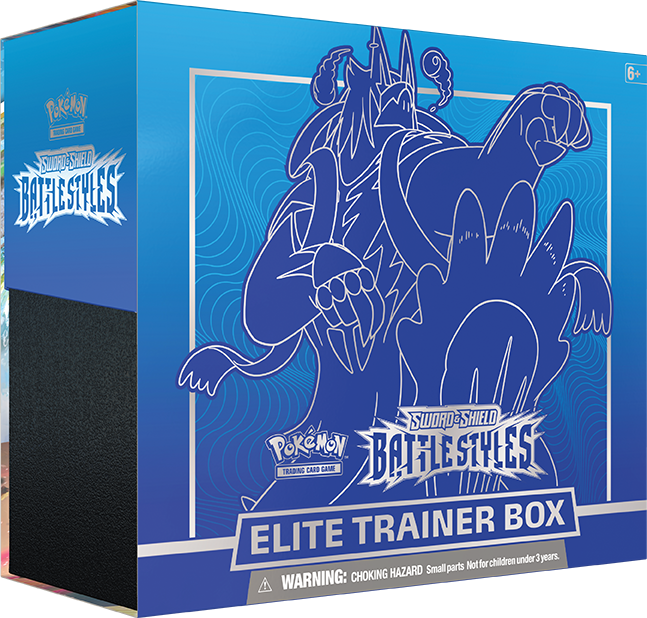 6+
Pokémon
TRADING CARD GAME
SWORD & SHIELD
BATTLE STYLES
Pokémon
TRADING CARD GAME
SWORD & SHIELD
BATTLE STYLES
ELITE TRAINER BOX
⚠ WARNING: CHOKING HAZARD Small parts Not for children under 3 years.